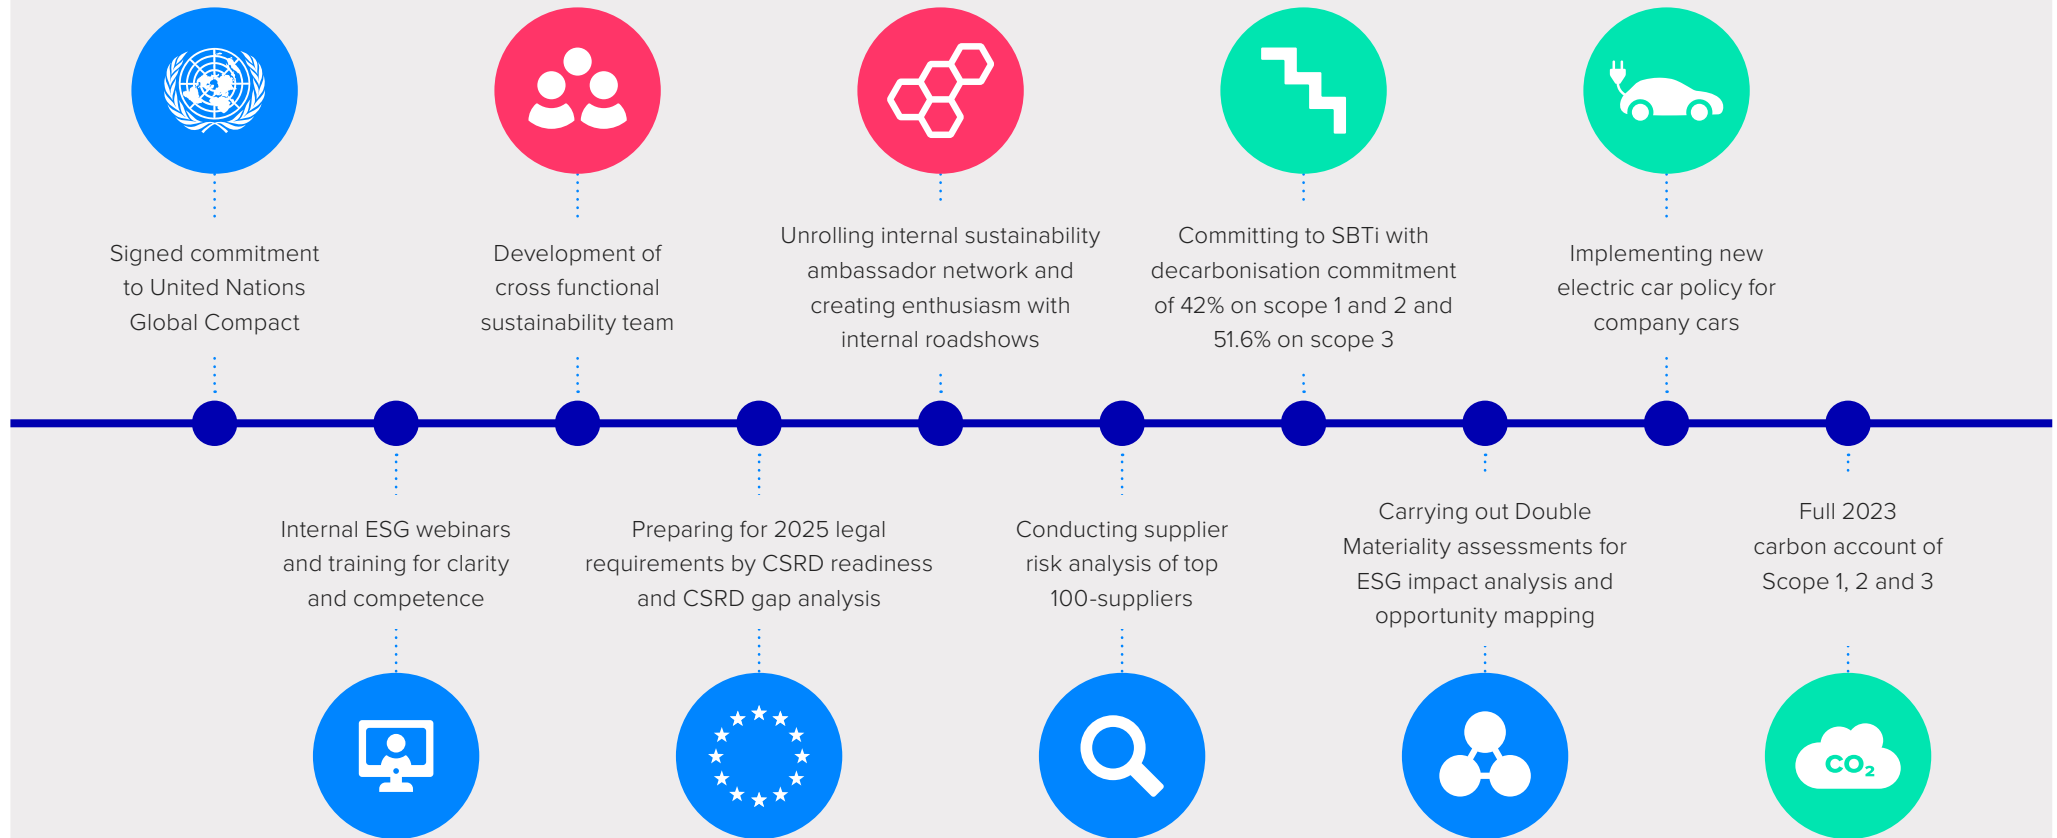 Signed commitment
to United Nations
Global Compact
Development of
cross functional
sustainability team
Unrolling internal sustainability
ambassador network and
creating enthusiasm with
internal roadshows
Committing to SBTi with
decarbonisation commitment
of 42% on scope 1 and 2 and
51.6% on scope 3
Implementing new
electric car policy for
company cars
Internal ESG webinars
and training for clarity
and competence
Preparing for 2025 legal
requirements by CSRD readiness
and CSRD gap analysis
Conducting supplier
risk analysis of top
100-suppliers
Carrying out Double
Materiality assessments for
ESG impact analysis and
opportunity mapping
Full 2023
carbon account of
Scope 1, 2 and 3
CO₂